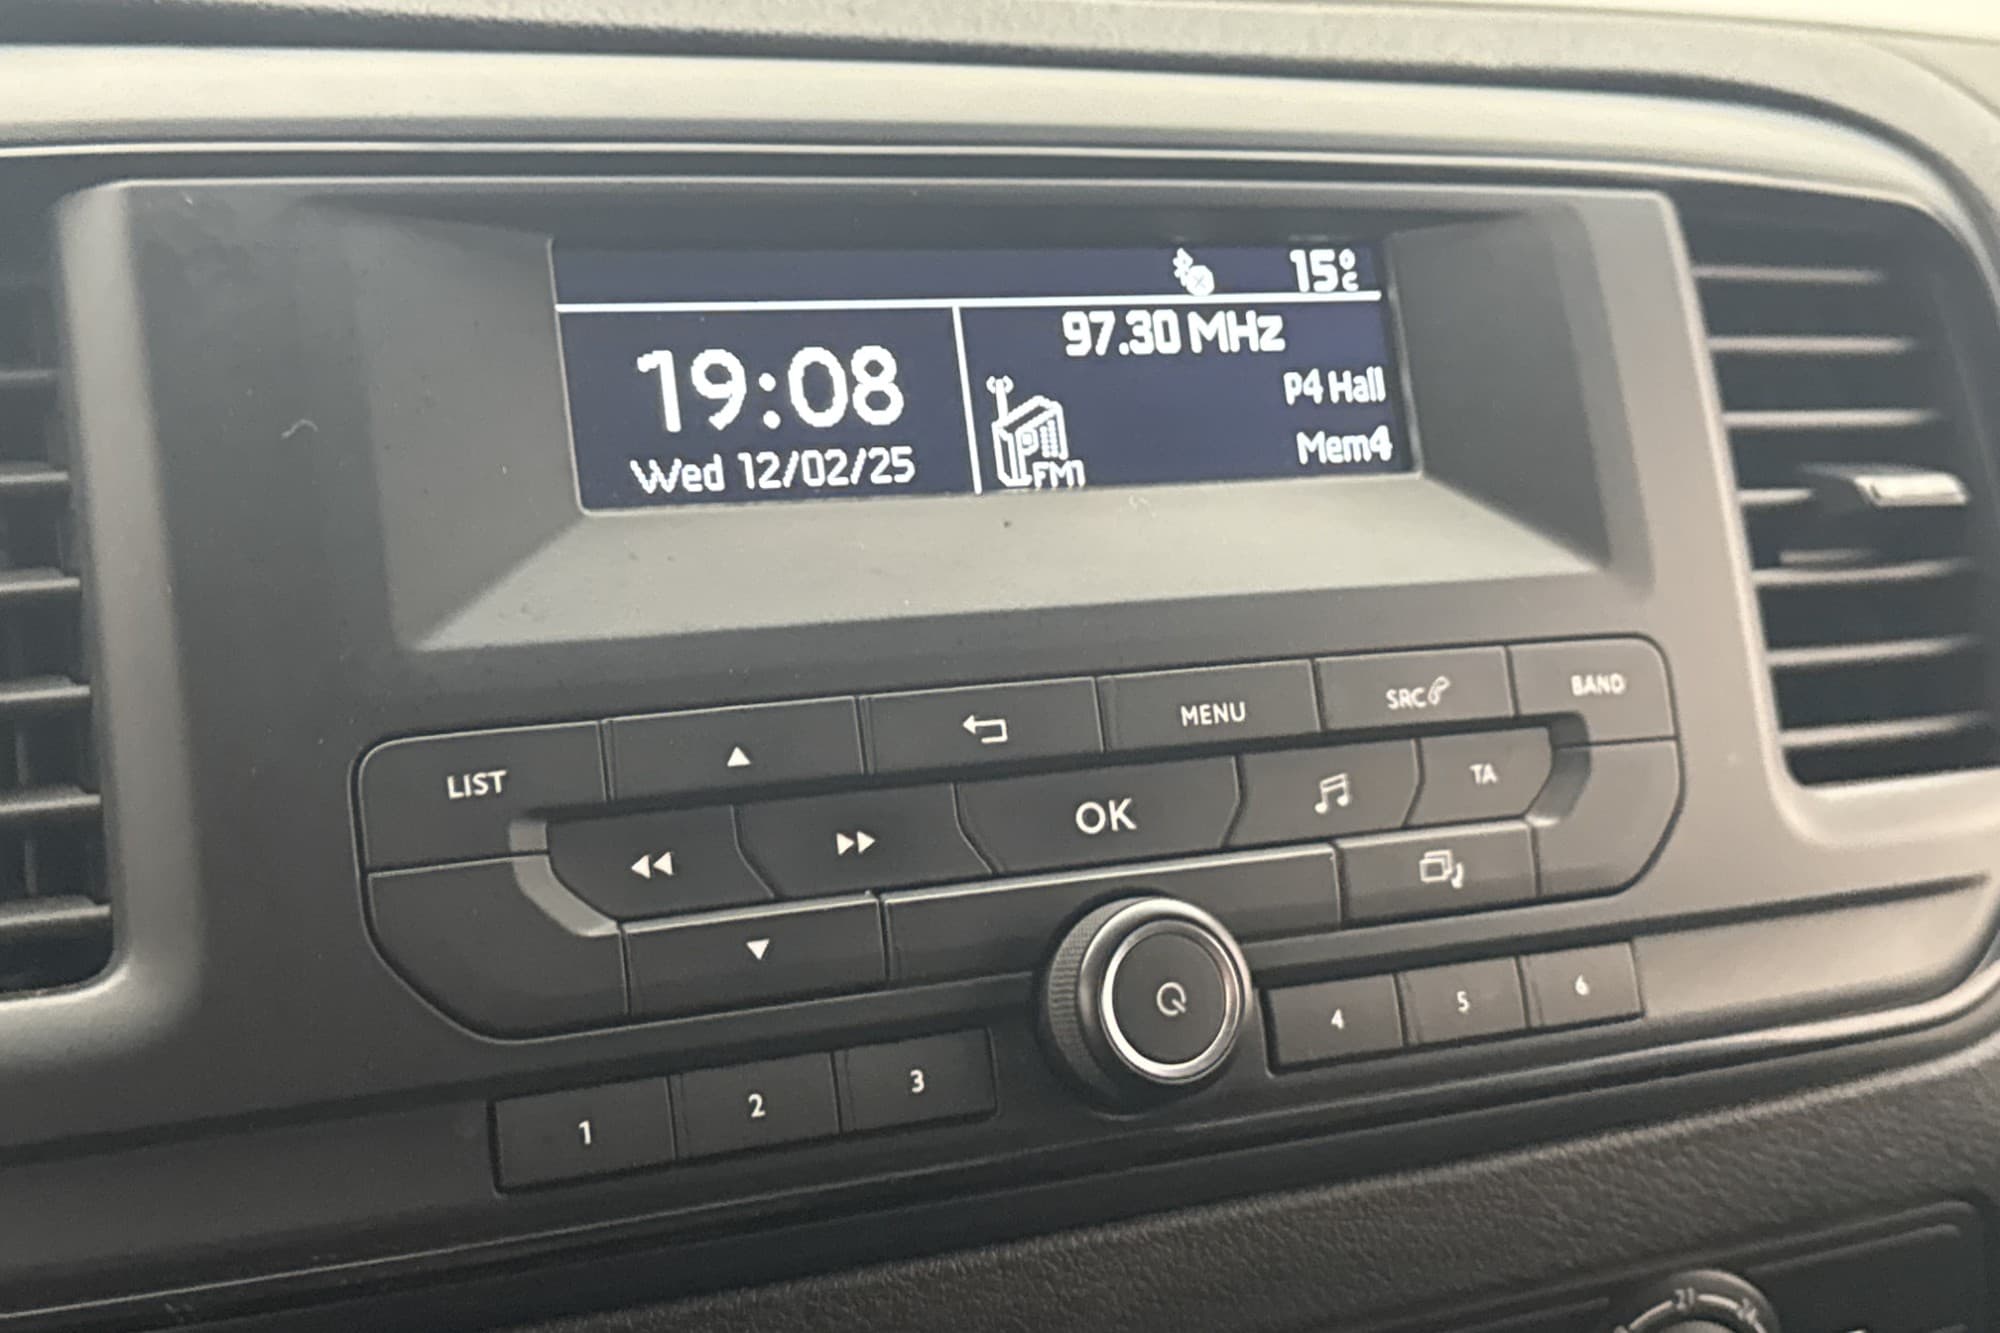 15°C
97.30 MHz
19:08
P4 Hall
Mem4
Wed 12/02/25
FM1
LIST
MENU
SRC
BAND
OK
TA
1
2
3
4
5
6
21